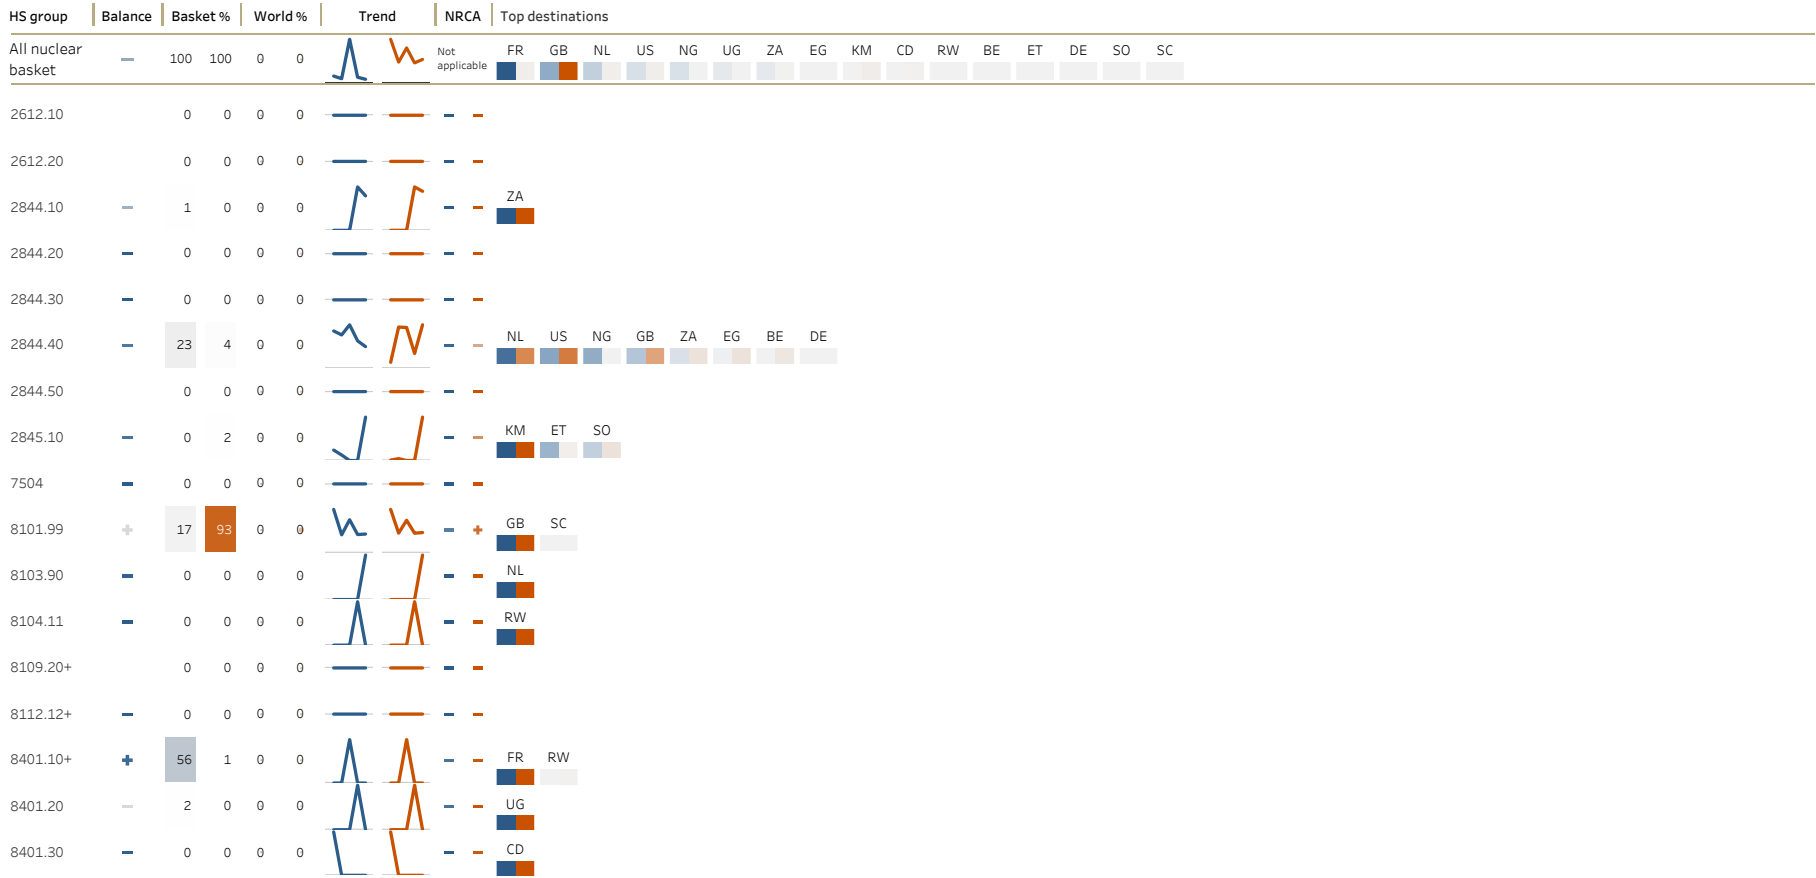 HS group Balance Basket % World % Trend NRCA Top destinations
All nuclear basket 100 100 0 0 Not applicable FR GB NL US NG UG ZA EG KM CD RW BE ET DE SO SC
2612.10 0 0 0 0
2612.20 0 0 0 0
2844.10 1 0 0 0 ZA
2844.20 0 0 0 0
2844.30 0 0 0 0
2844.40 23 4 0 0 NL US NG GB ZA EG BE DE
2844.50 0 0 0 0
2845.10 0 2 0 0 KM ET SO
7504 0 0 0 0
8101.99 17 93 0 0 GB SC
8103.90 0 0 0 0 NL
8104.11 0 0 0 0 RW
8109.20+ 0 0 0 0
8112.12+ 0 0 0 0
8401.10+ 56 1 0 0 FR RW
8401.20 2 0 0 0 UG
8401.30 0 0 0 0 CD